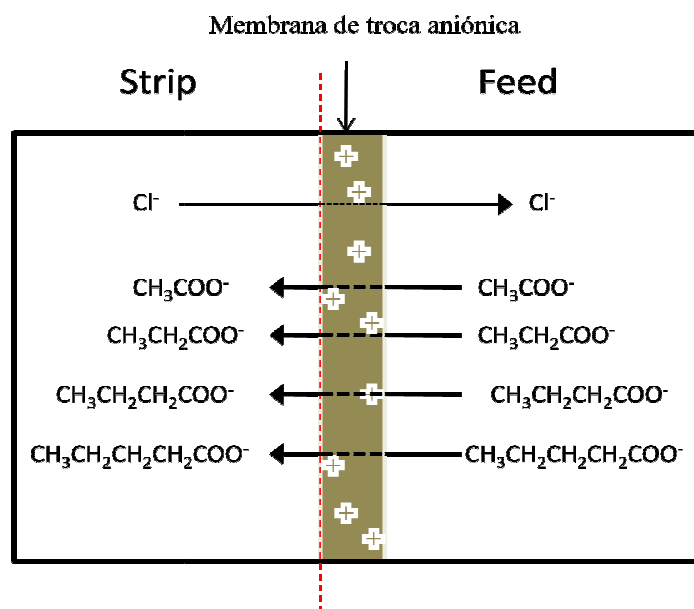 Membrana de troca aniónica
Strip Feed
Cl⁻ Cl⁻
CH₃COO⁻ CH₃COO⁻
CH₃CH₂COO⁻ CH₃CH₂COO⁻
CH₃CH₂CH₂COO⁻ CH₃CH₂CH₂COO⁻
CH₃CH₂CH₂CH₂COO⁻ CH₃CH₂CH₂CH₂COO⁻